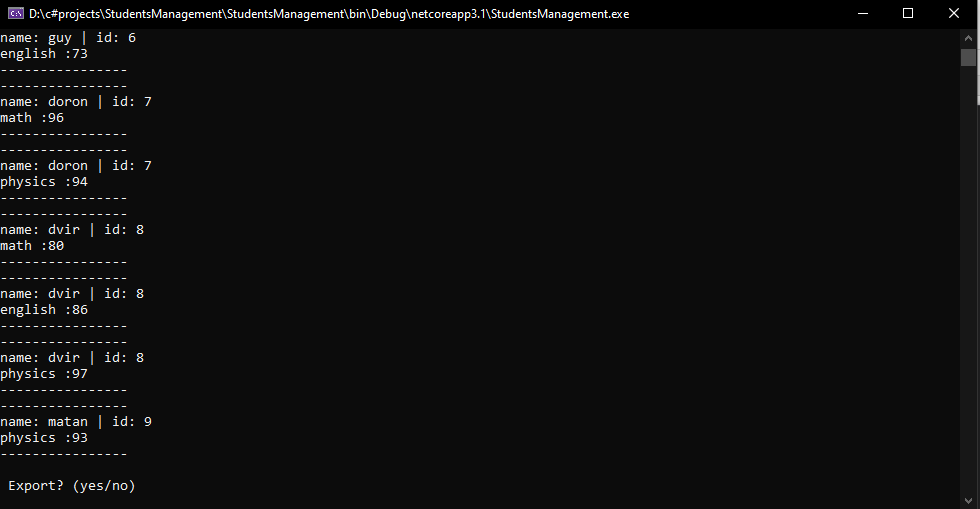 D:\c#projects\StudentsManagement\StudentsManagement\bin\Debug\netcoreapp3.1\StudentsManagement.exe
name: guy | id: 6
english :73
----------------
----------------
name: doron | id: 7
math :96
----------------
----------------
name: doron | id: 7
physics :94
----------------
----------------
name: dvir | id: 8
math :80
----------------
----------------
name: dvir | id: 8
english :86
----------------
----------------
name: dvir | id: 8
physics :97
----------------
----------------
name: matan | id: 9
physics :93
----------------
Export? (yes/no)